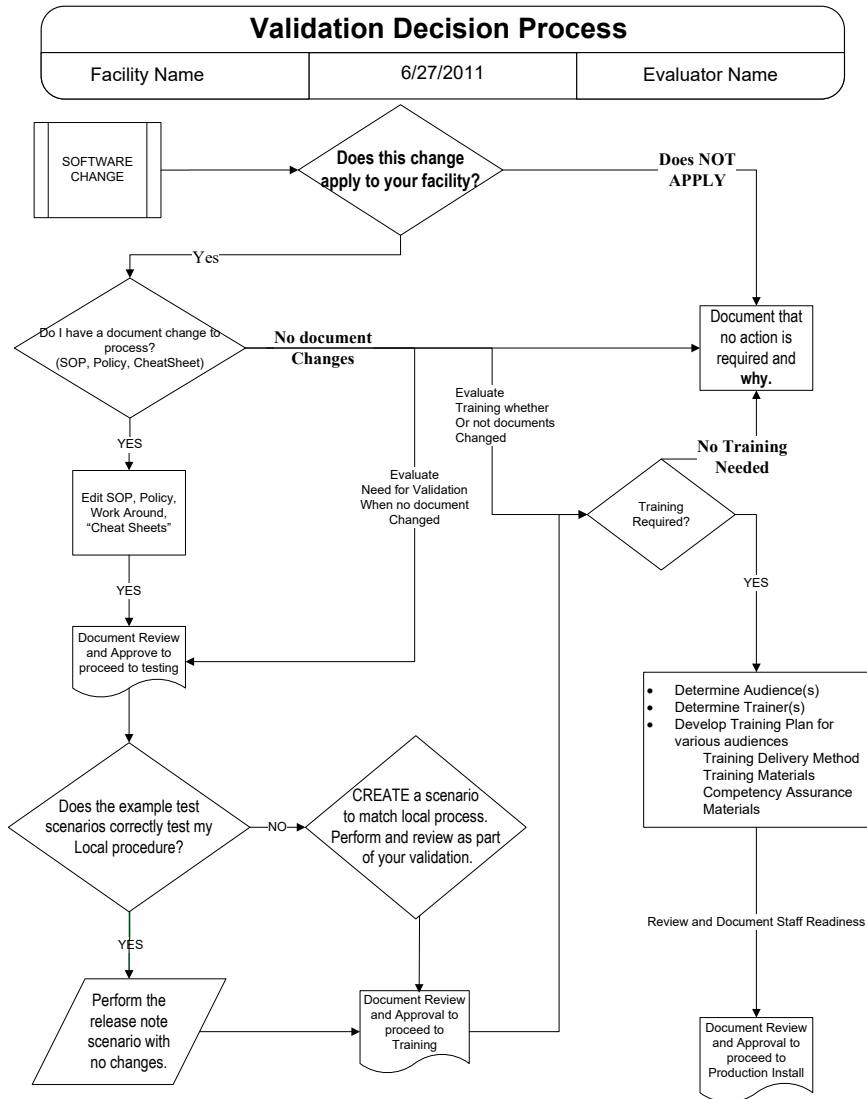 Validation Decision Process
Facility Name
6/27/2011
Evaluator Name
SOFTWARE
CHANGE
Does this change
apply to your facility?
Does NOT
APPLY
Yes
Do I have a document change to
process?
(SOP, Policy, CheatSheet)
No document
Changes
Document that
no action is
required and
why.
Evaluate
Training whether
Or not documents
Changed
No Training
Needed
YES
Evaluate
Need for Validation
When no document
Changed
Edit SOP, Policy,
Work Around,
“Cheat Sheets”
Training
Required?
YES
YES
Document Review
and Approve to
proceed to testing
• Determine Audience(s)
• Determine Trainer(s)
• Develop Training Plan for
various audiences
Training Delivery Method
Training Materials
Competency Assurance
Materials
Does the example test
scenarios correctly test my
Local procedure?
NO
CREATE a scenario
to match local process.
Perform and review as part
of your validation.
Review and Document Staff Readiness
YES
Perform the
release note
scenario with
no changes.
Document Review
and Approval to
proceed to
Training
Document Review
and Approval to
proceed to
Production Install